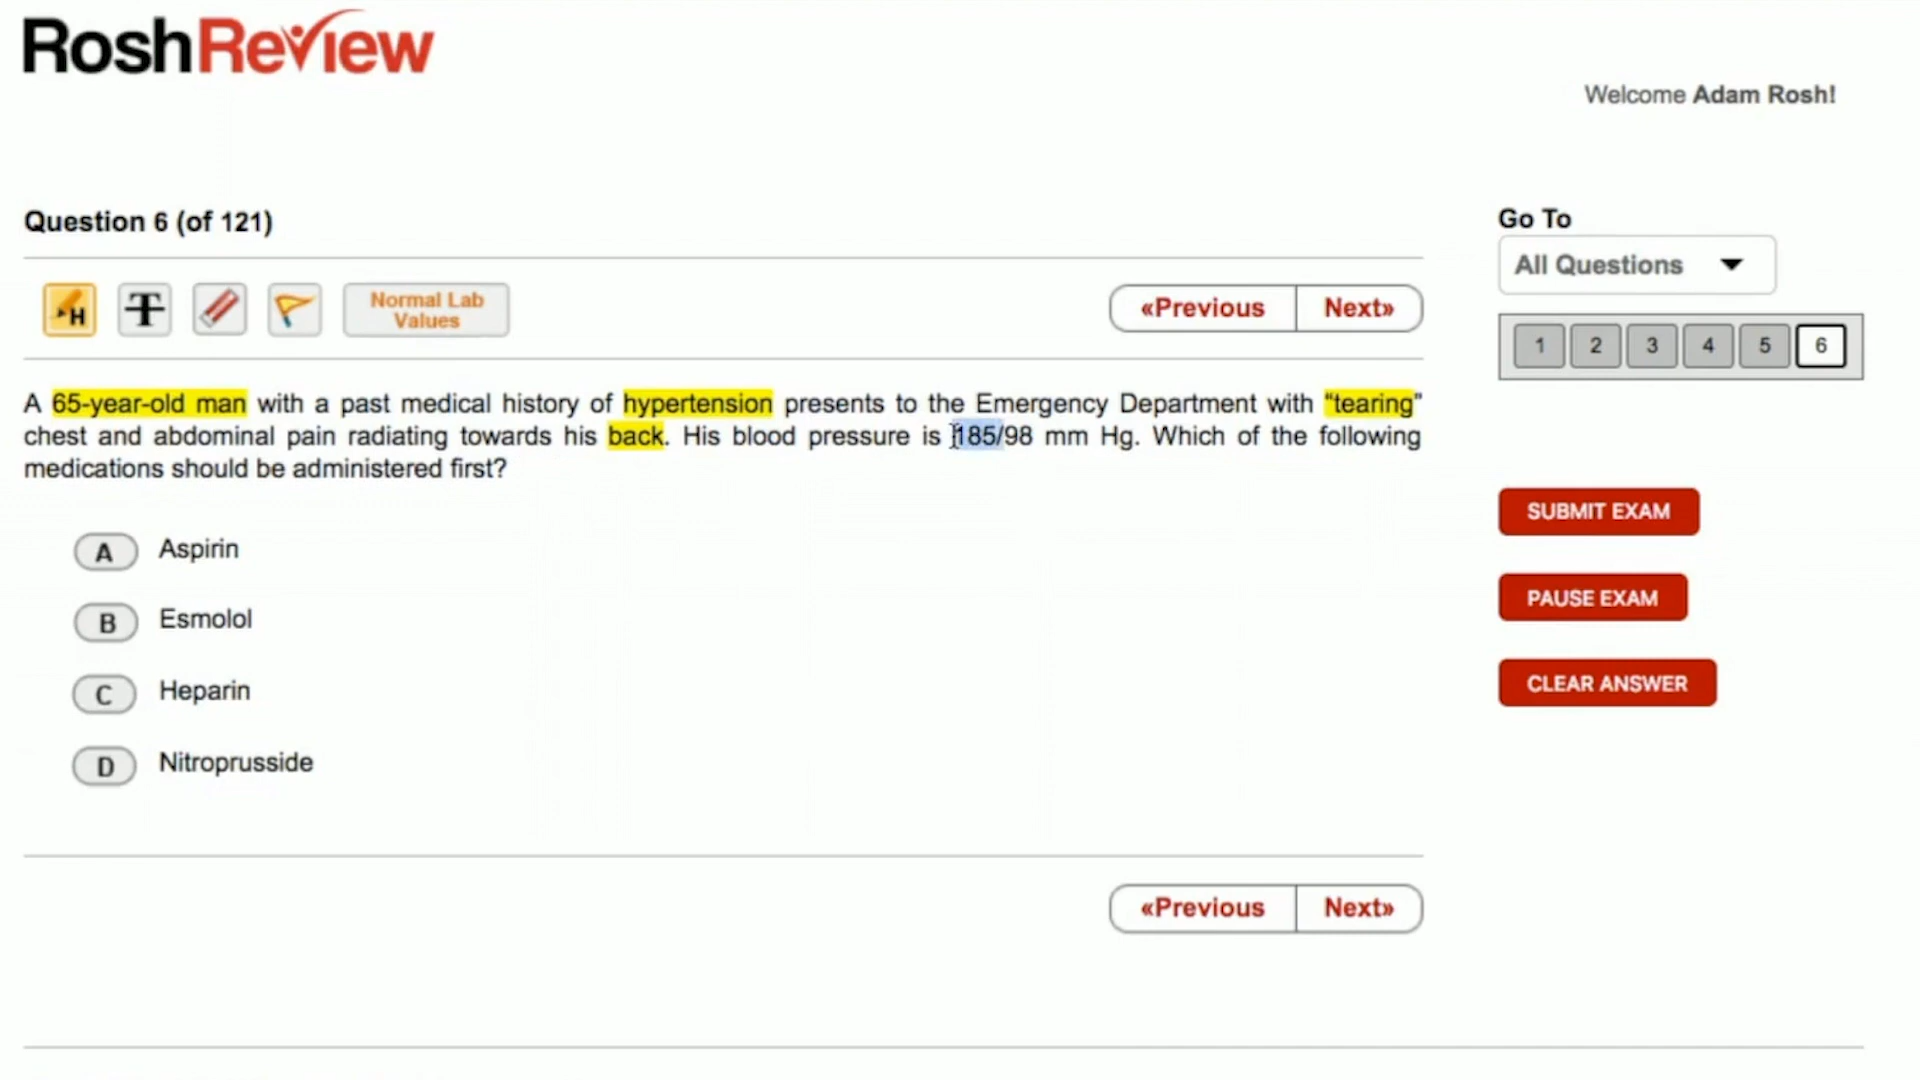 RoshReview
Welcome Adam Rosh!
Question 6 (of 121)
Go To
All Questions
H
T
Normal Lab
Values
«Previous
Next»
1 2 3 4 5 6
A 65-year-old man with a past medical history of hypertension presents to the Emergency Department with “tearing”
chest and abdominal pain radiating towards his back. His blood pressure is 185/98 mm Hg. Which of the following
medications should be administered first?
A Aspirin
B Esmolol
C Heparin
D Nitroprusside
SUBMIT EXAM
PAUSE EXAM
CLEAR ANSWER
«Previous
Next»